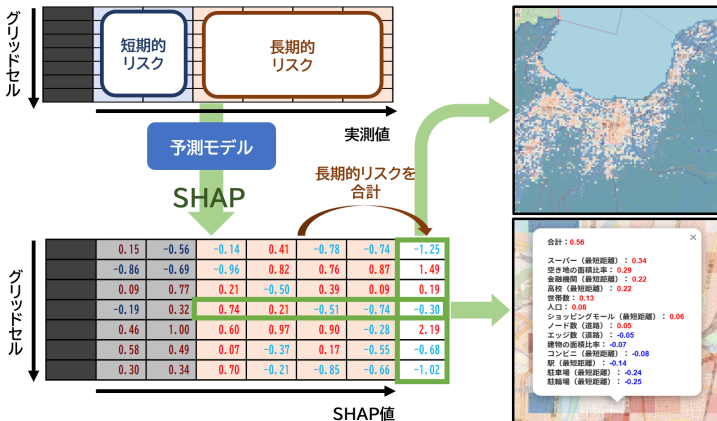 グリッドセル
短期的
リスク
長期的
リスク
実測値
予測モデル
SHAP
長期的リスクを
合計
グリッドセル
0.15 -0.56 -0.14 0.41 -0.78 -0.74 -1.25
-0.86 -0.69 -0.96 0.82 0.76 0.87 1.49
0.09 0.77 0.21 -0.50 0.39 0.09 0.19
-0.19 0.32 0.74 0.21 -0.51 -0.74 -0.30
0.46 1.00 0.60 0.97 0.90 -0.28 2.19
0.58 0.49 0.07 -0.37 0.17 -0.55 -0.68
0.30 0.34 0.70 -0.21 -0.85 -0.66 -1.02
SHAP値
×
合計：0.56
スーパー（最短距離）：0.34
空き地の面積比率：0.29
金融機関（最短距離）：0.22
高校（最短距離）：0.22
世帯数：0.13
人口：0.08
ショッピングモール（最短距離）：0.06
ノード数（道路）：0.05
エッジ数（道路）：-0.05
建物の面積比率：-0.07
コンビニ（最短距離）：-0.08
駅（最短距離）：-0.14
駐車場（最短距離）：-0.24
駐輪場（最短距離）：-0.25